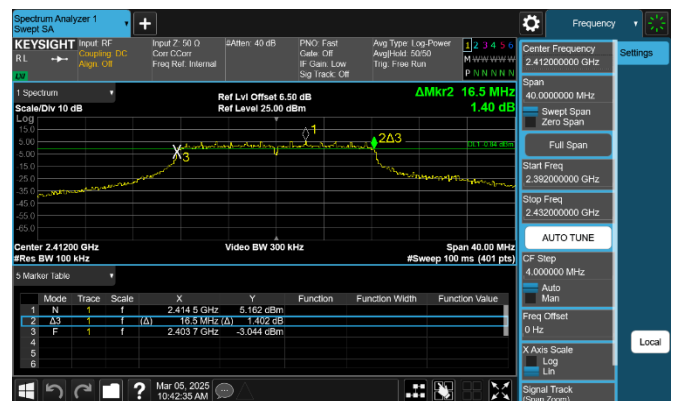 Spectrum Analyzer 1
Swept SA
Frequency
KEYSIGHT Input: RF
RL
Coupling: DC
Align: Off
LV
Input Z: 50 Ω
Corr CCorr
Freq Ref: Internal
#Atten: 40 dB
PNO: Fast
Gate: Off
IF Gain: Low
Sig Track: Off
Avg Type: Log-Power
Avg|Hold: 50/50
Trig: Free Run
1 2 3 4 5 6
M W W W W W
P N N N N N
1 Spectrum
Scale/Div 10 dB
Ref Lvl Offset 6.50 dB
Ref Level 25.00 dBm
ΔMkr2 16.5 MHz
1.40 dB
Log
15.0
5.00
-5.00
-15.0
-25.0
-35.0
-45.0
-55.0
-65.0
1
2Δ3
3
Center 2.41200 GHz
#Res BW 100 kHz
Video BW 300 kHz
Span 40.00 MHz
#Sweep 100 ms (401 pts)
5 Marker Table
Mode Trace Scale X Y Function Function Width Function Value
1 N 1 f 2.414 5 GHz 5.162 dBm
2 Δ3 1 f (Δ) 16.5 MHz (Δ) 1.402 dB
3 F 1 f 2.403 7 GHz -3.044 dBm
4
5
6
?
Mar 05, 2025
10:42:35 AM
Center Frequency
2.412000000 GHz
Settings
Span
40.0000000 MHz
Swept Span
Zero Span
Full Span
Start Freq
2.392000000 GHz
Stop Freq
2.432000000 GHz
AUTO TUNE
CF Step
4.000000 MHz
Auto
Man
Freq Offset
0 Hz
X Axis Scale
Log
Lin
Local
Signal Track
(Span Zoom)